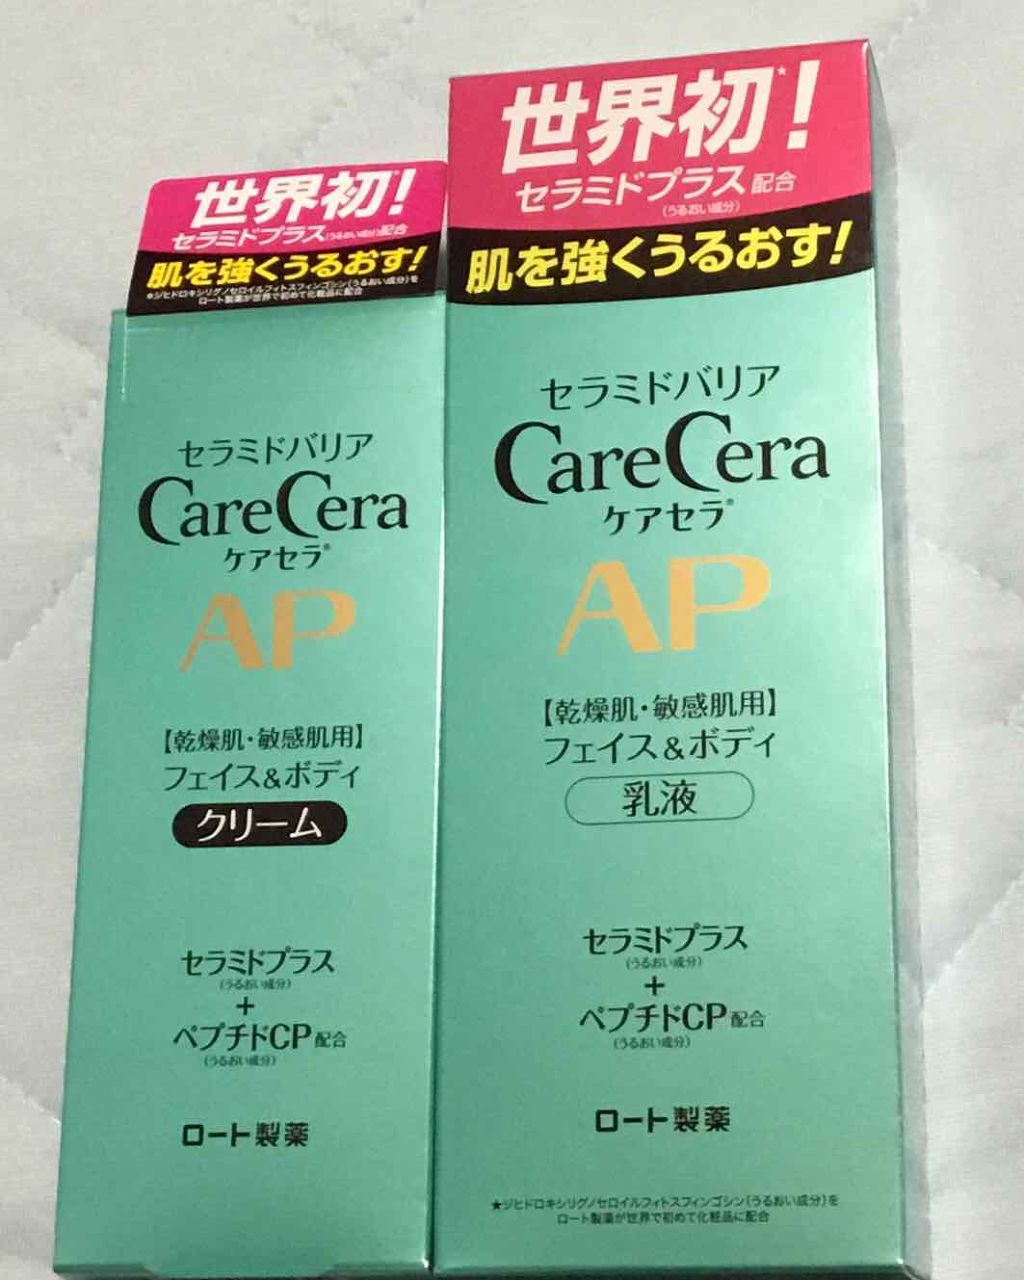 世界初!
セラミドプラス(うるおい成分)配合
肌を強くうるおす!
★ジヒドロキシリグノセロイルフィトスフィンゴシン(うるおい成分)を
ロート製薬が世界で初めて化粧品に配合
セラミドバリア
CareCera
ケアセラ®
AP
【乾燥肌・敏感肌用】
フェイス&ボディ
クリーム
セラミドプラス
(うるおい成分)
+
ペプチドCP配合
(うるおい成分)
ロート製薬
世界初★!
セラミドプラス配合
(うるおい成分)
肌を強くうるおす!
セラミドバリア
CareCera
ケアセラ®
AP
【乾燥肌・敏感肌用】
フェイス&ボディ
乳液
セラミドプラス
(うるおい成分)
+
ペプチドCP配合
(うるおい成分)
ロート製薬
★ジヒドロキシリグノセロイルフィトスフィンゴシン(うるおい成分)を
ロート製薬が世界で初めて化粧品に配合